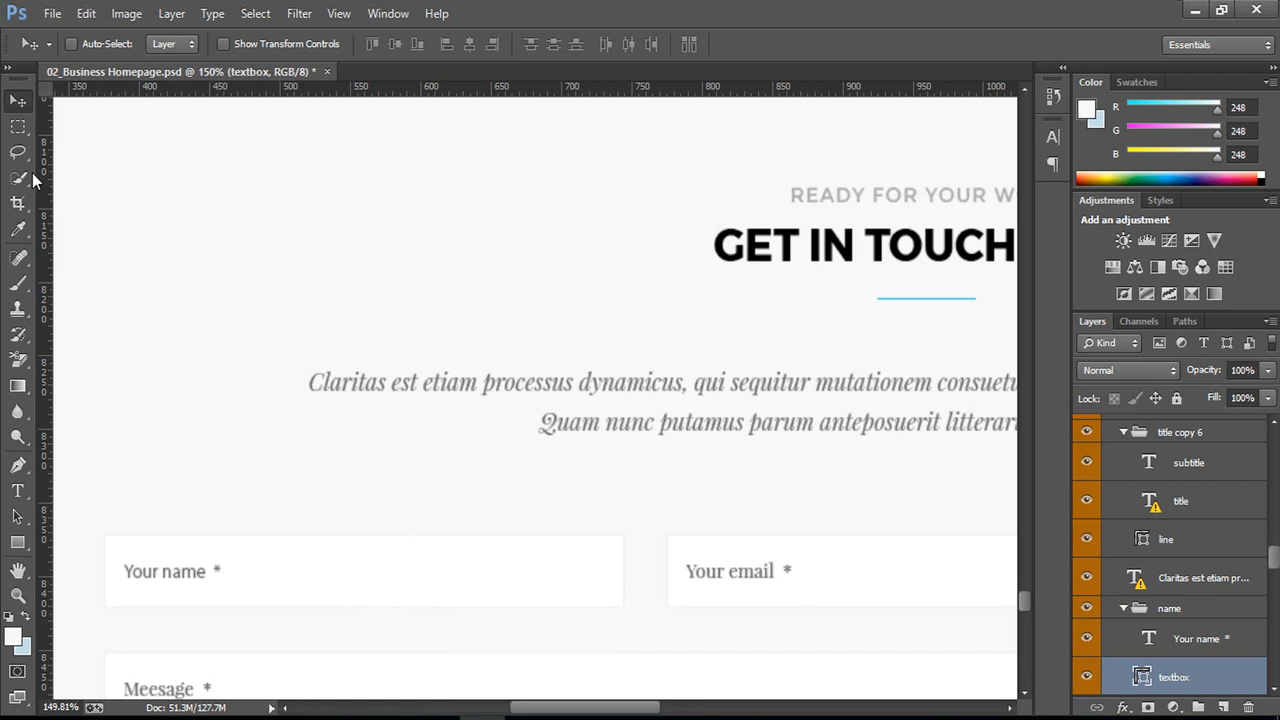 Ps File Edit Image Layer Type Select Filter View Window Help
Auto-Select: Layer Show Transform Controls Essentials
02_Business Homepage.psd @ 150% (textbox, RGB/8) * ×
350 400 450 500 550 600 650 700 750 800 850 900 950 1000
Color Swatches
R 248
G 248
B 248
Adjustments Styles
Add an adjustment
READY FOR YOUR W
GET IN TOUCH
Claritas est etiam processus dynamicus, qui sequitur mutationem consuetu
Quam nunc putamus parum anteposuerit litterar
Your name *
Your email *
Meesage *
Layers Channels Paths
Kind
Normal Opacity: 100%
Lock: Fill: 100%
title copy 6
subtitle
title
line
Claritas est etiam pr...
name
Your name *
textbox
149.81% Doc: 51.3M/127.7M